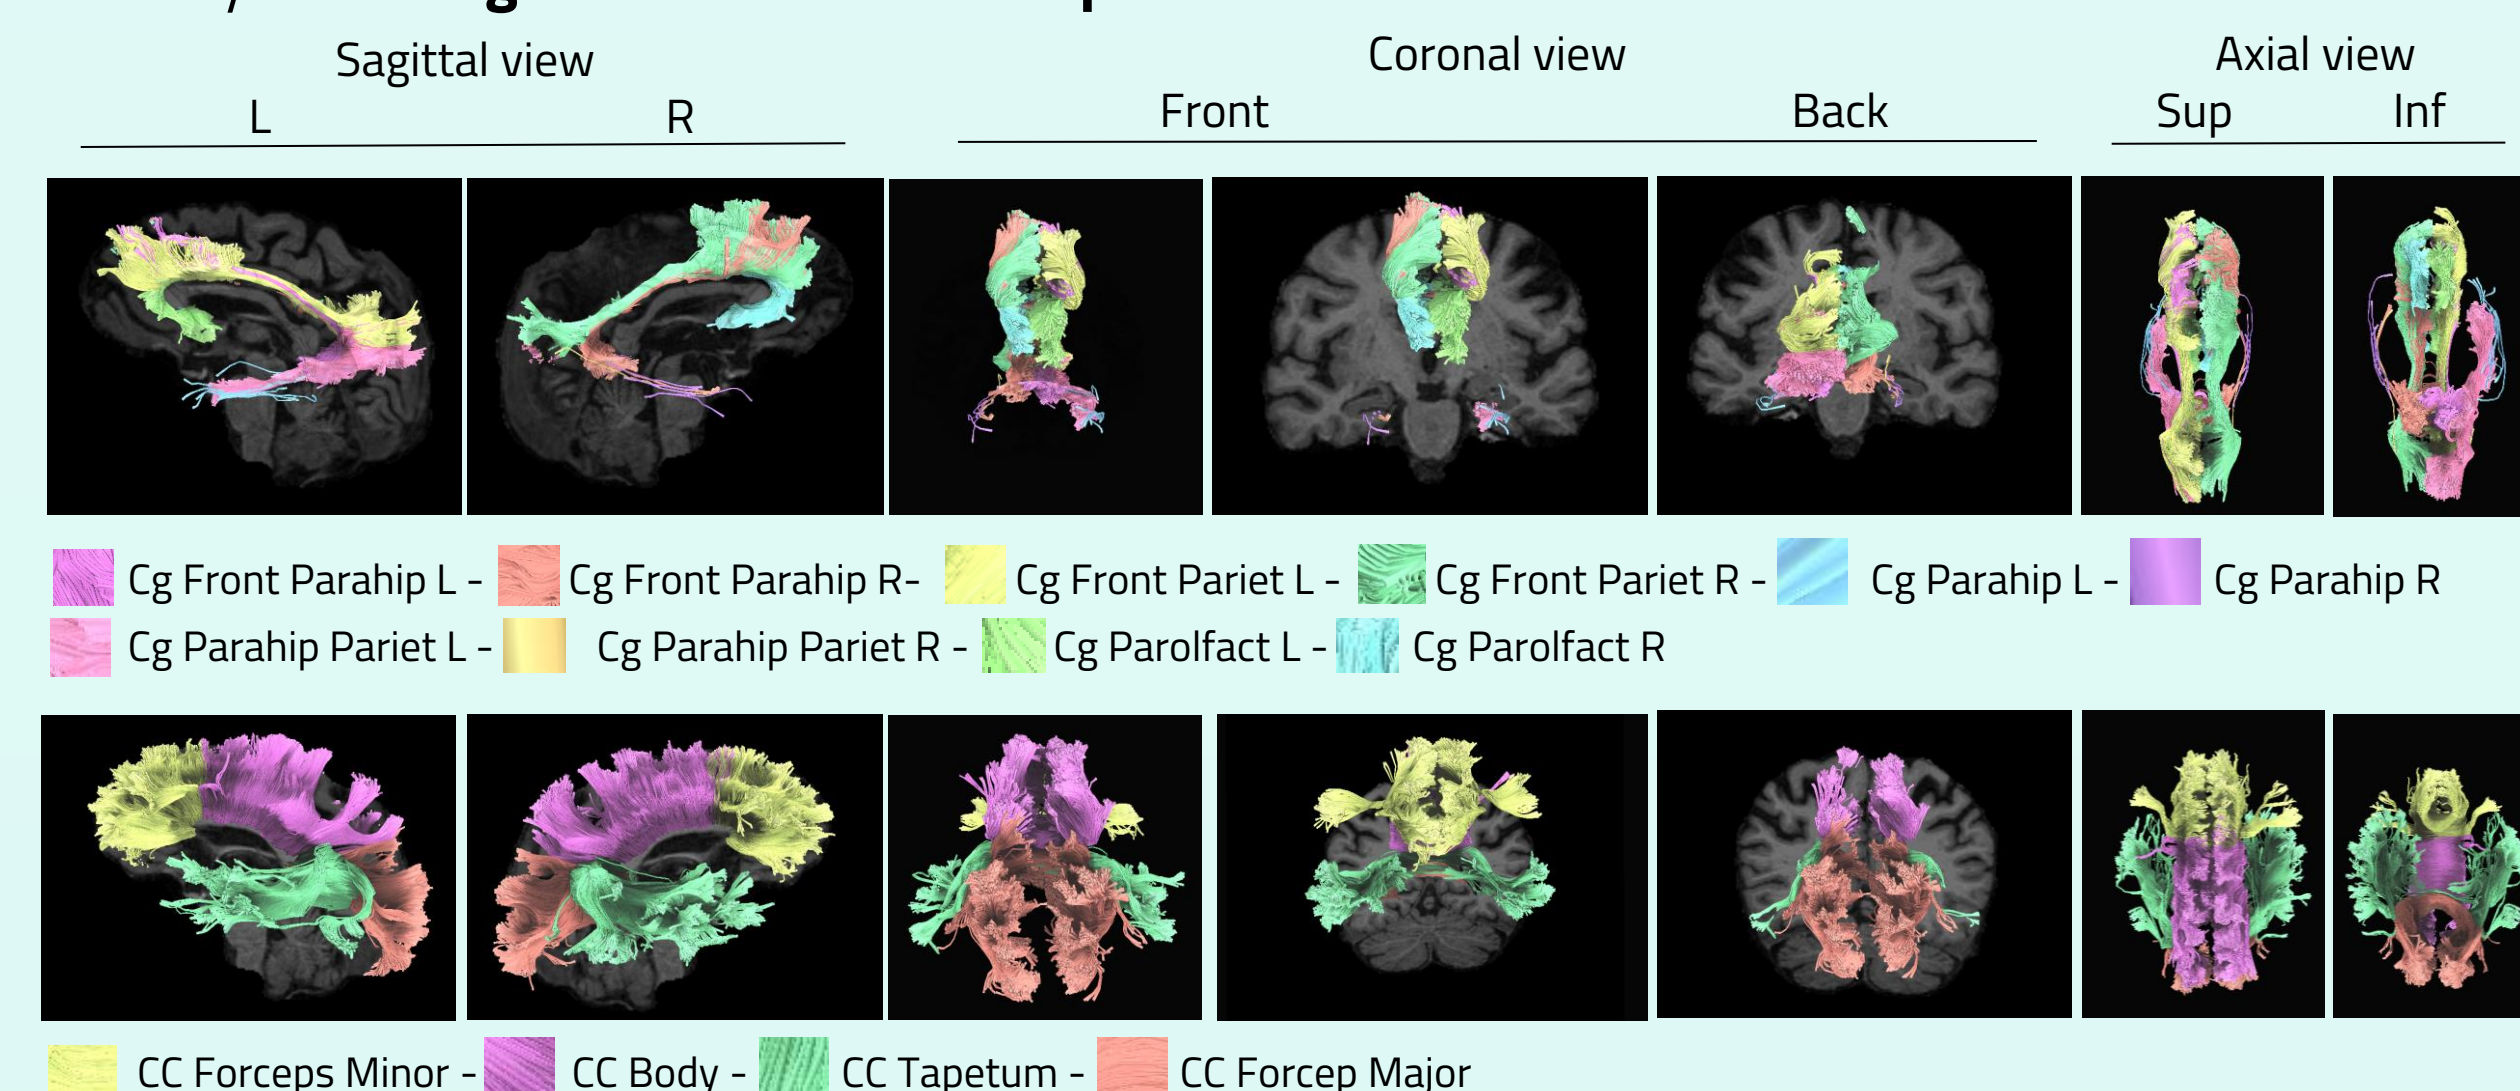 Sagittal view
Coronal view
Axial view
L
R
Front
Back
Sup
Inf
Cg Front Parahip L - Cg Front Parahip R- Cg Front Pariet L - Cg Front Pariet R - Cg Parahip L - Cg Parahip R
Cg Parahip Pariet L - Cg Parahip Pariet R - Cg Parolfact L - Cg Parolfact R
CC Forceps Minor - CC Body - CC Tapetum - CC Forcep Major